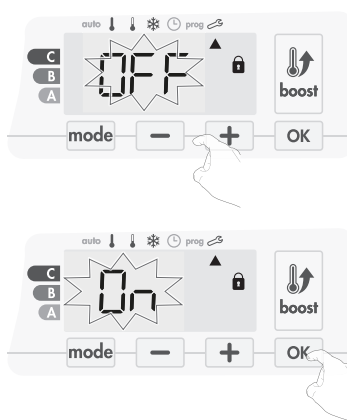 auto prog
C
B
A
OFF
boost
mode - + OK
auto prog
C
B
A
On
boost
mode - + OK